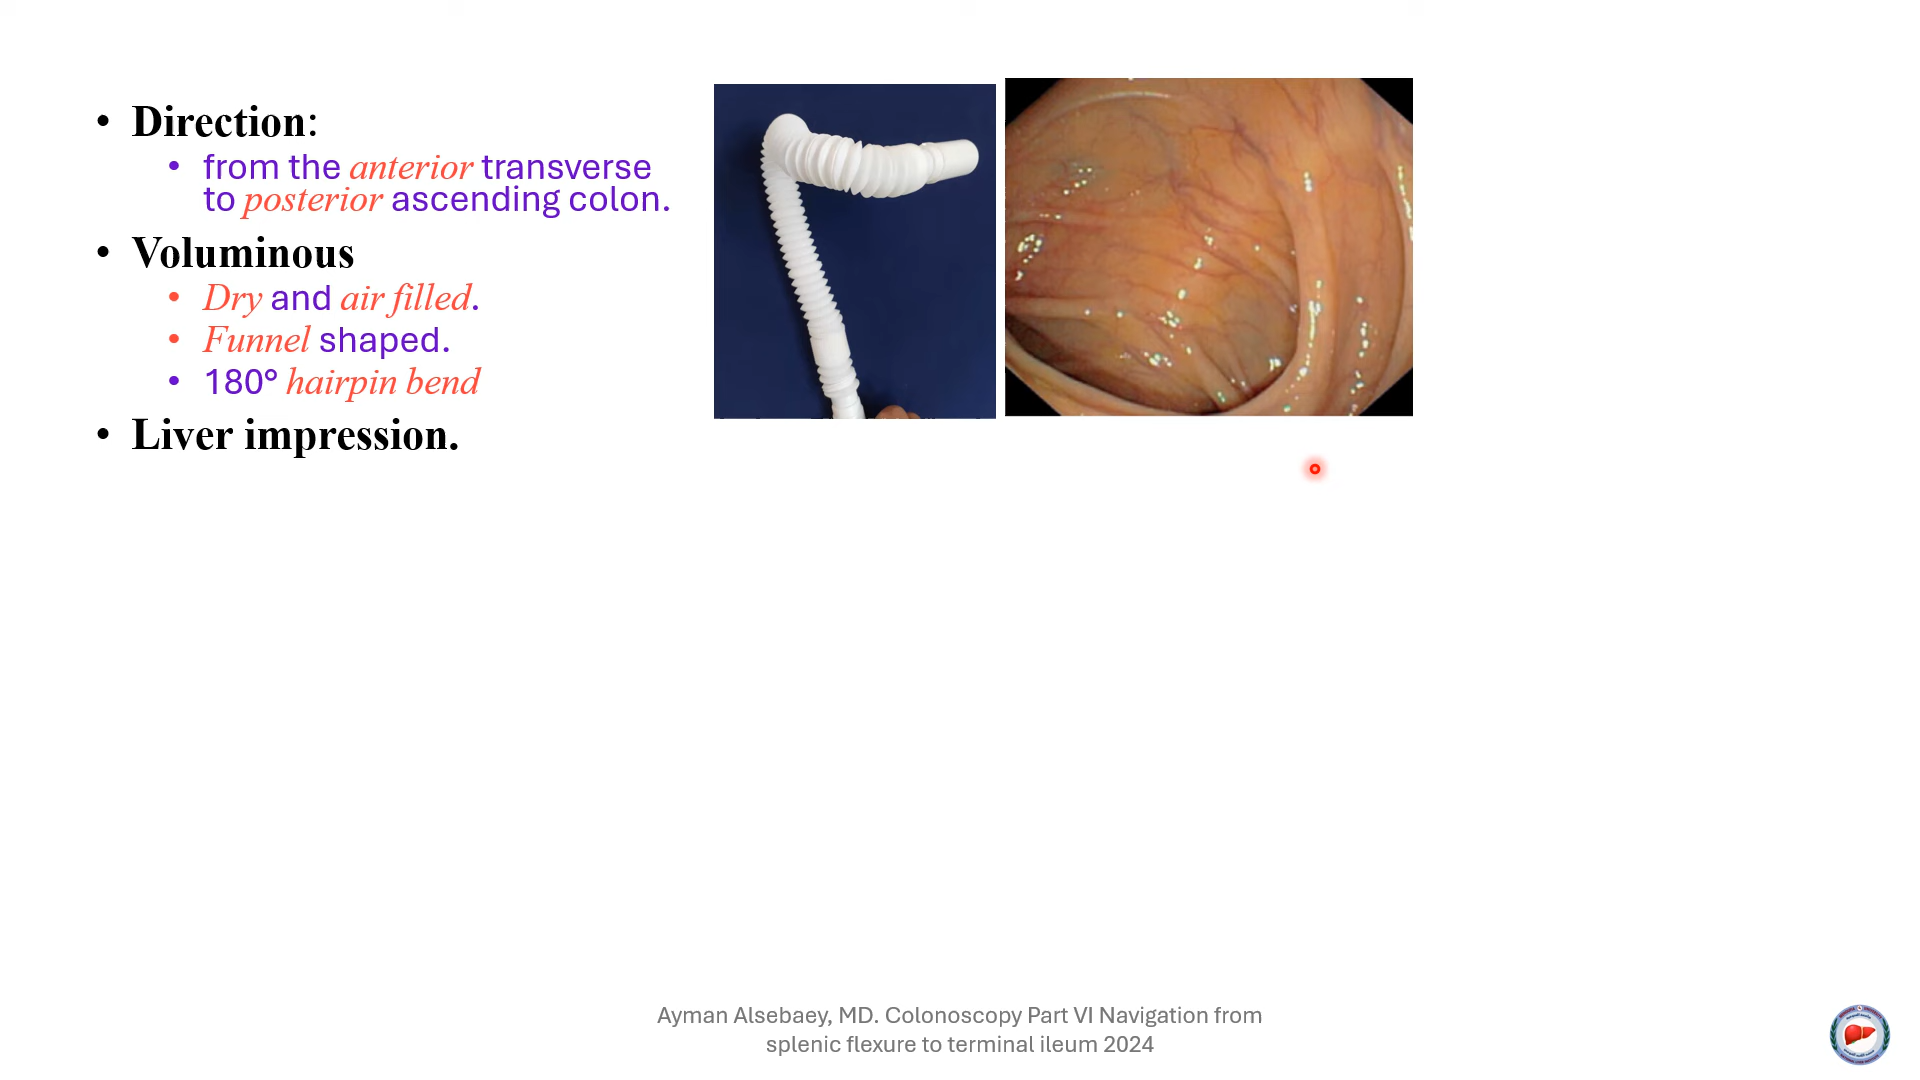 • Direction:
• from the anterior transverse
to posterior ascending colon.
• Voluminous
• Dry and air filled.
• Funnel shaped.
• 180° hairpin bend
• Liver impression.
Ayman Alsebaey, MD. Colonoscopy Part VI Navigation from
splenic flexure to terminal ileum 2024